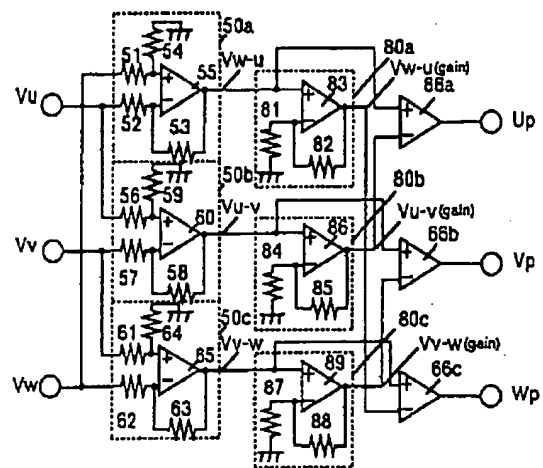 50a
54
51
Vw-u
80a
Vw-u(gain)
55
83
66a
Vu
81
Up
52
53
82
50b
59
80b
Vu-v(gain)
56
60
Vu-v
86
66b
Vv
84
Vp
57
58
85
50c
64
80c
Vv-w(gain)
61
65
Vv-w
89
66c
Vw
87
Wp
62
63
88